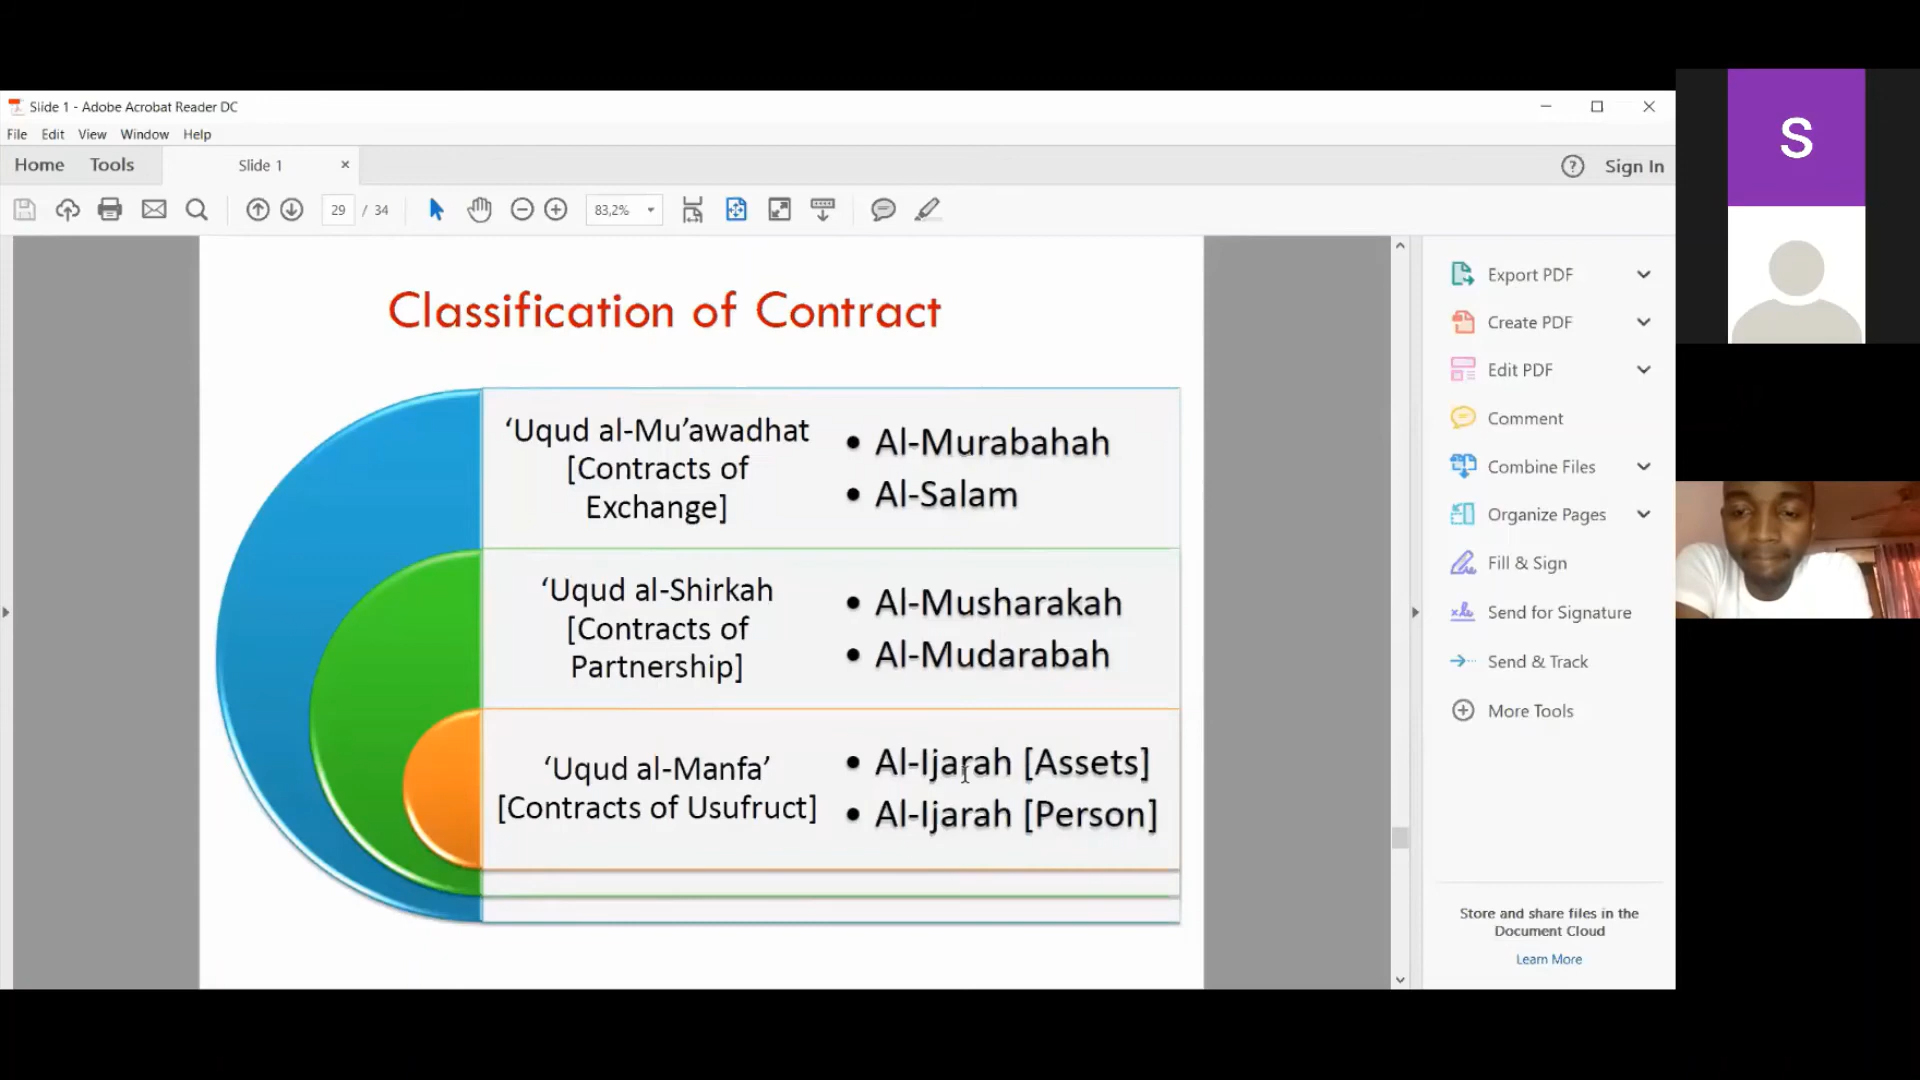 Slide 1 - Adobe Acrobat Reader DC
File Edit View Window Help
Home Tools Slide 1 Sign In
29 / 34 83,2%
Classification of Contract
‘Uqud al-Mu’awadhat
[Contracts of
Exchange]
• Al-Murabahah
• Al-Salam
‘Uqud al-Shirkah
[Contracts of
Partnership]
• Al-Musharakah
• Al-Mudarabah
‘Uqud al-Manfa’
[Contracts of Usufruct]
• Al-Ijarah [Assets]
• Al-Ijarah [Person]
Export PDF
Create PDF
Edit PDF
Comment
Combine Files
Organize Pages
Fill & Sign
Send for Signature
Send & Track
More Tools
Store and share files in the
Document Cloud
Learn More
S